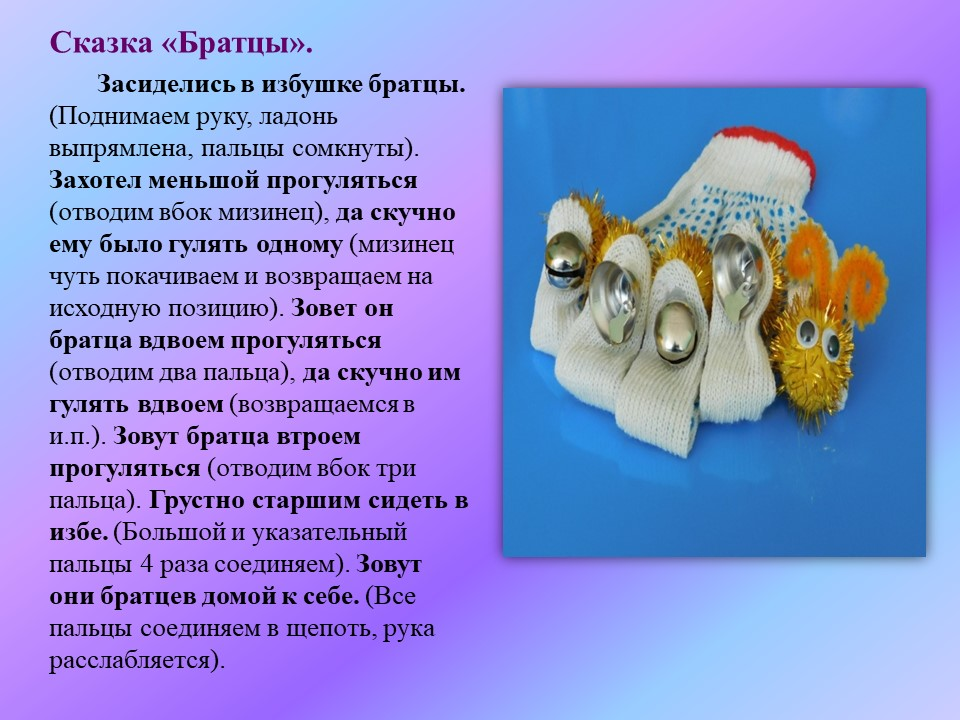 Сказка «Братцы».
Засиделись в избушке братцы.
(Поднимаем руку, ладонь
выпрямлена, пальцы сомкнуты).
Захотел меньшой прогуляться
(отводим вбок мизинец), да скучно
ему было гулять одному (мизинец
чуть покачиваем и возвращаем на
исходную позицию). Зовет он
братца вдвоем прогуляться
(отводим два пальца), да скучно им
гулять вдвоем (возвращаемся в
и.п.). Зовут братца втроем
прогуляться (отводим вбок три
пальца). Грустно старшим сидеть в
избе. (Большой и указательный
пальцы 4 раза соединяем). Зовут
они братцев домой к себе. (Все
пальцы соединяем в щепоть, рука
расслабляется).